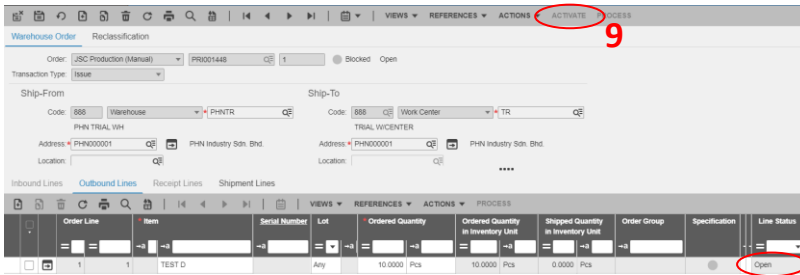 VIEWS REFERENCES ACTIONS ACTIVATE PROCESS
9
Warehouse Order Reclassification
Order: JSC Production (Manual) PRI001448 1 Blocked Open
Transaction Type: Issue
Ship-From Ship-To
Code: 888 Warehouse * PHNTR Code: 888 Work Center * TR
PHN TRIAL WH TRIAL W/CENTER
Address: * PHN000001 PHN Industry Sdn. Bhd. Address: * PHN000001 PHN Industry Sdn. Bhd.
Location: Location:
Inbound Lines Outbound Lines Receipt Lines Shipment Lines
VIEWS REFERENCES ACTIONS PROCESS
Order Line * Item Serial Number Lot * Ordered Quantity Ordered Quantity in Inventory Unit Shipped Quantity in Inventory Unit Order Group Specification Line Status
1 1 TEST D Any 10.0000 Pcs 10.0000 Pcs 0.0000 Pcs Open